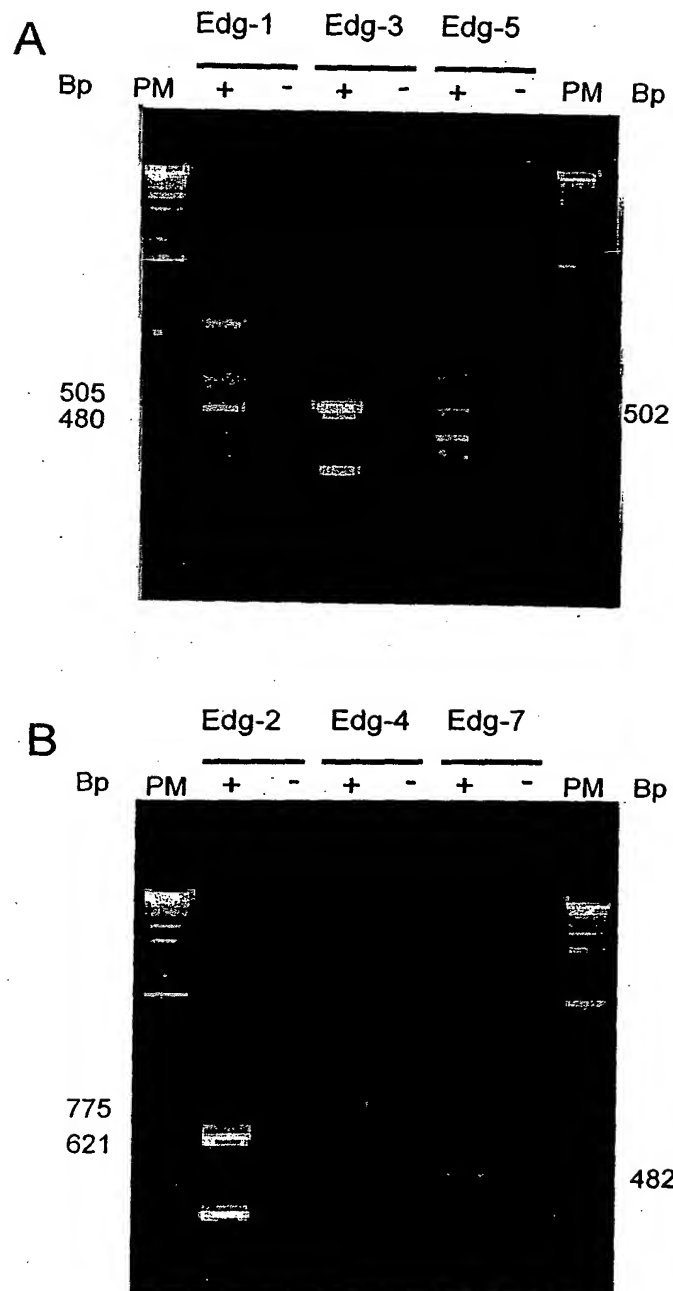 A
Edg-1 Edg-3 Edg-5
Bp PM + - + - + - PM Bp
505
480 502
B
Edg-2 Edg-4 Edg-7
Bp PM + - + - + - PM Bp
775
621
482